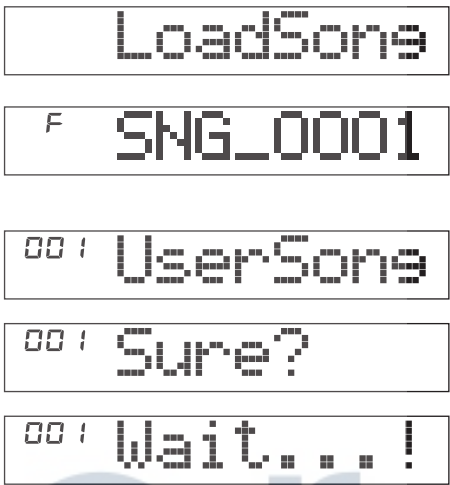 LoadSong
F SNG_0001
001 UserSong
001 Sure?
001 Wait...!